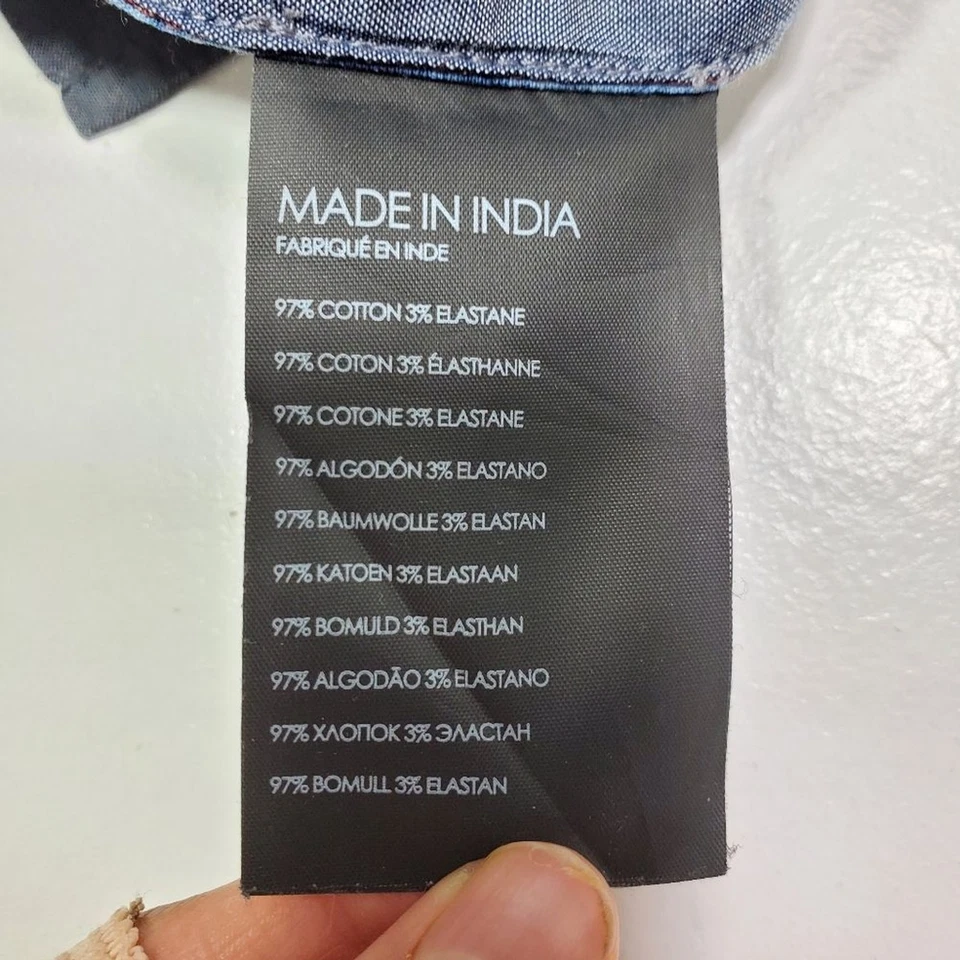 MADE IN INDIA
FABRIQUÉ EN INDE
97% COTTON 3% ELASTANE
97% COTON 3% ÉLASTHANNE
97% COTONE 3% ELASTANE
97% ALGODÓN 3% ELASTANO
97% BAUMWOLLE 3% ELASTAN
97% KATOEN 3% ELASTAAN
97% BOMULD 3% ELASTHAN
97% ALGODÃO 3% ELASTANO
97% ХЛОПОК 3% ЭЛАСТАН
97% BOMULL 3% ELASTAN